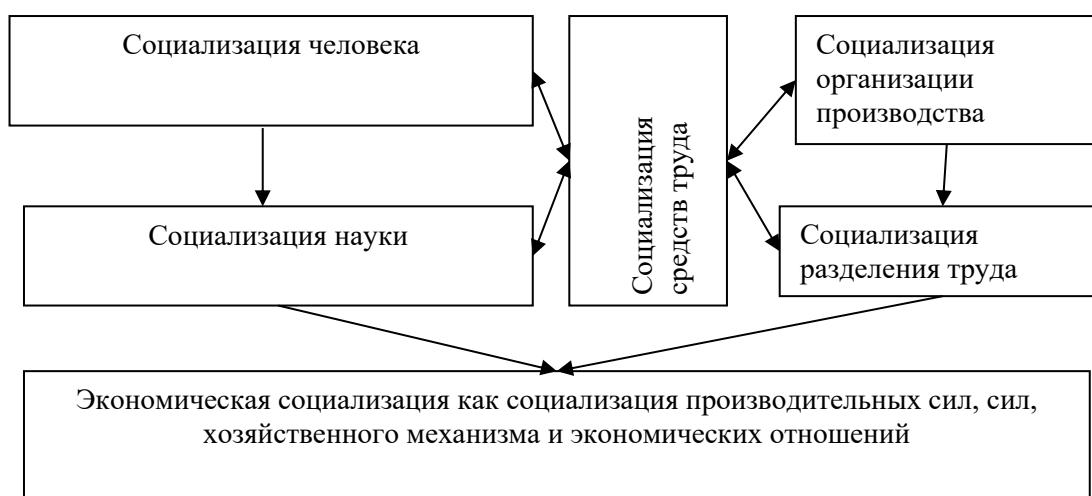 Социализация человека
Социализация науки
Социализация
средств труда
Социализация
организации
производства
Социализация
разделения труда
Экономическая социализация как социализация производительных сил, сил,
хозяйственного механизма и экономических отношений